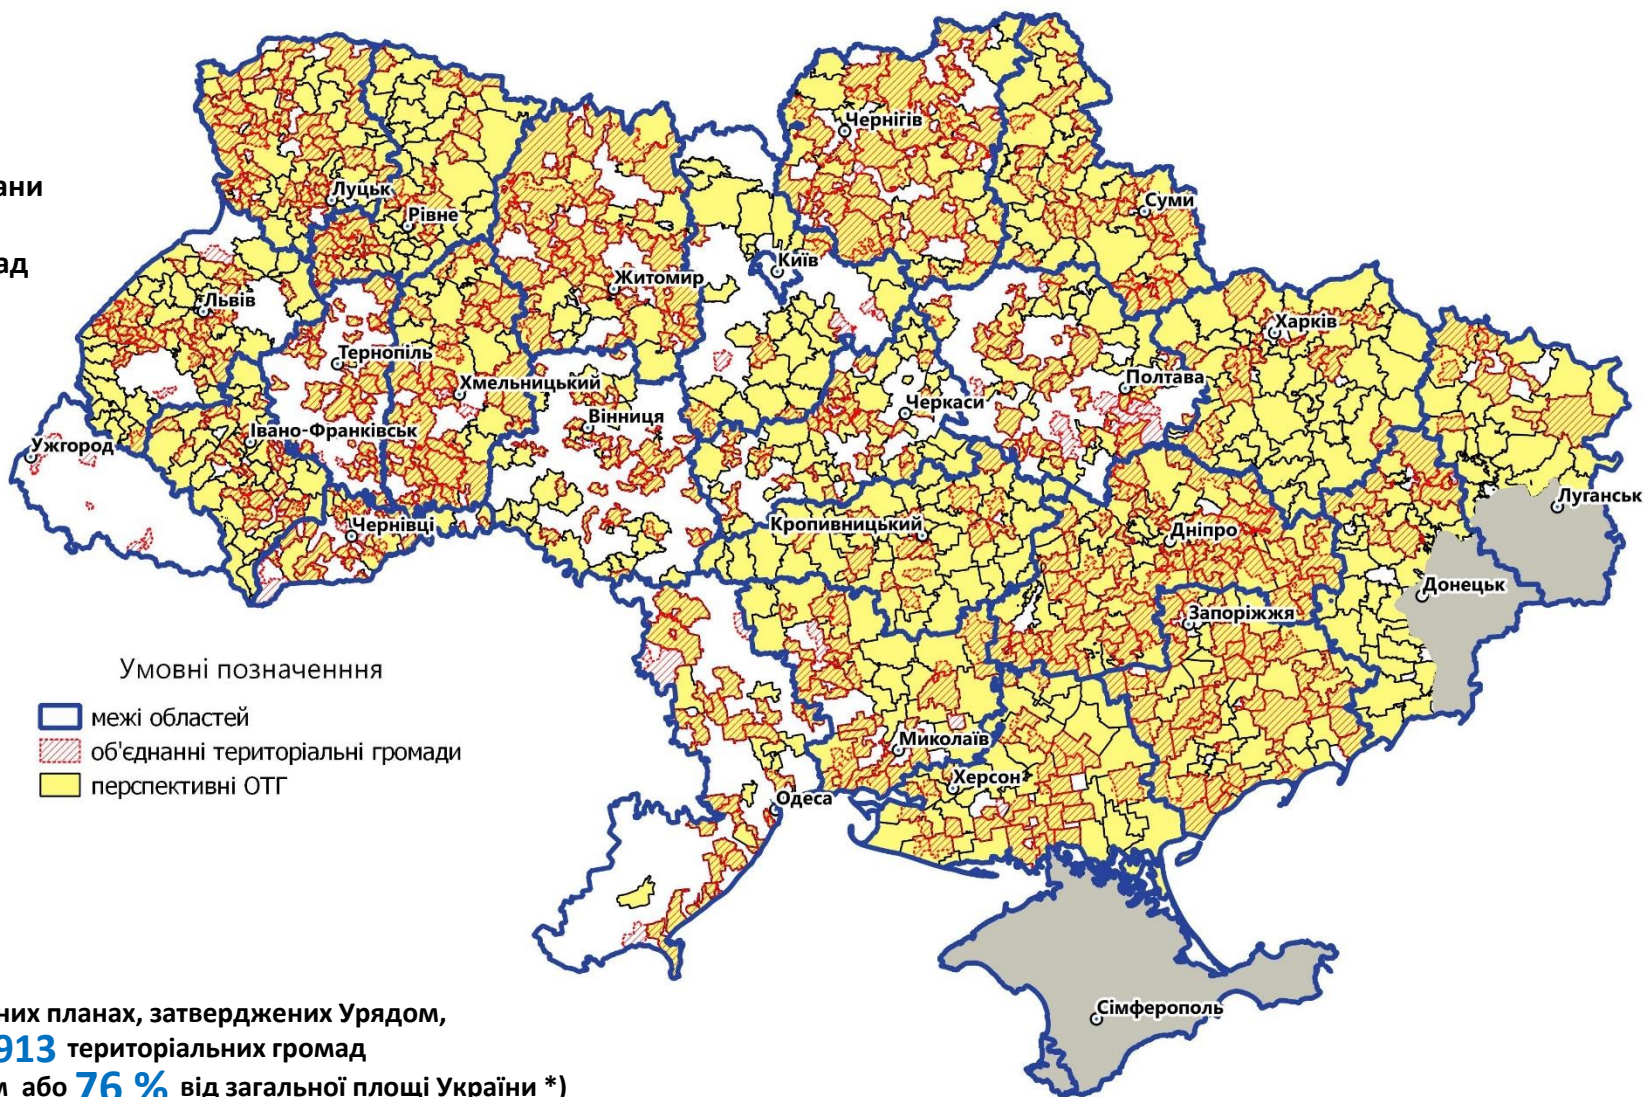 ани
ад
Чернігів
Луцьк
Рівне
Суми
Київ
Житомир
Львів
Харків
Тернопіль
Хмельницький
Полтава
Черкаси
Вінниця
Івано-Франківськ
Ужгород
Луганськ
Чернівці
Кропивницький
Дніпро
Донецьк
Запоріжжя
Умовні позначенння
межі областей
об'єднанні територіальні громади
перспективні ОТГ
Миколаїв
Херсон
Одеса
Сімферополь
них планах, затверджених Урядом,
913 територіальних громад
м або 76 % від загальної площі України *)